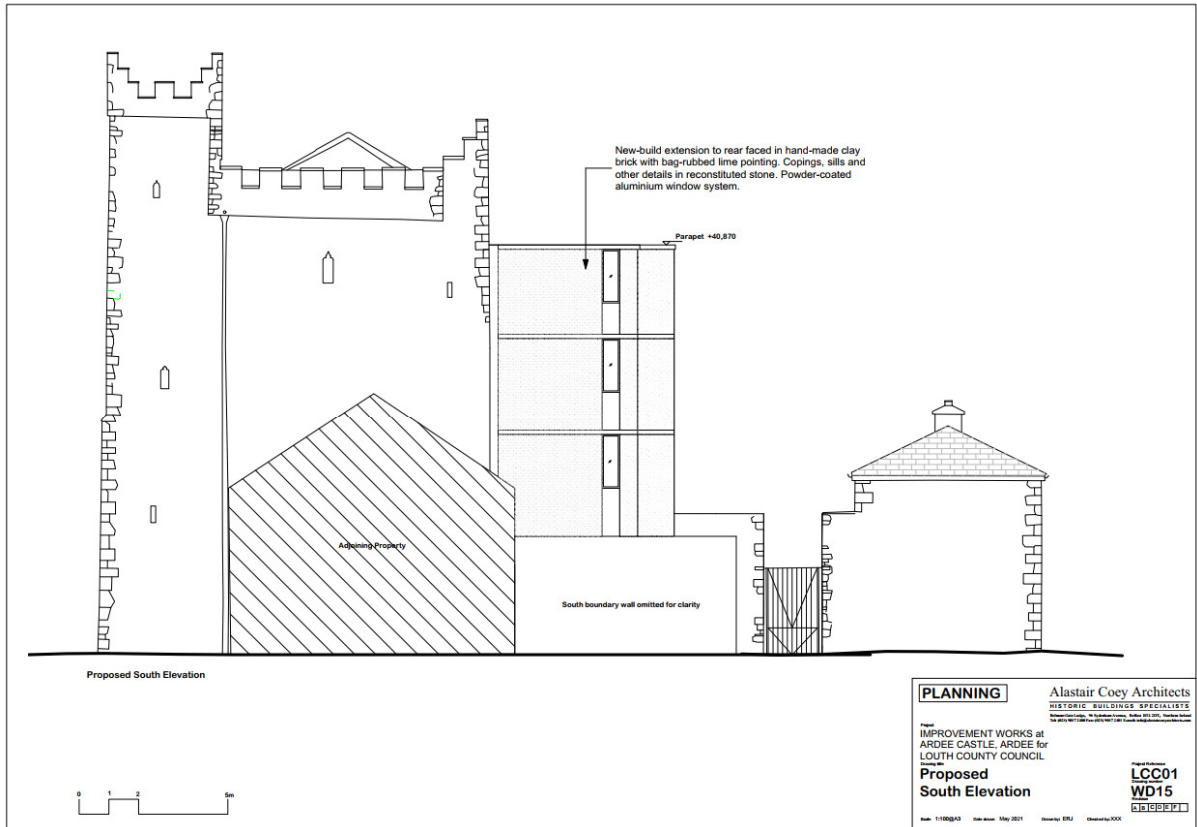 New-build extension to rear faced in hand-made clay
brick with bag-rubbed lime pointing. Copings, sills and
other details in reconstituted stone. Powder-coated
aluminium window system.
Parapet +40,870
Adjoining Property
South boundary wall omitted for clarity
Proposed South Elevation
0 1 2 5m
PLANNING
Alastair Coey Architects
HISTORIC BUILDINGS SPECIALISTS
Project
IMPROVEMENT WORKS at
ARDEE CASTLE, ARDEE for
LOUTH COUNTY COUNCIL
Drawing title
Proposed
South Elevation
Project Reference
LCC01
Drawing number
WD15
Revision
A B C D E F
Scale: 1:100@A3 Date drawn: May 2021 Drawn by: ERJ Checked by: XXX